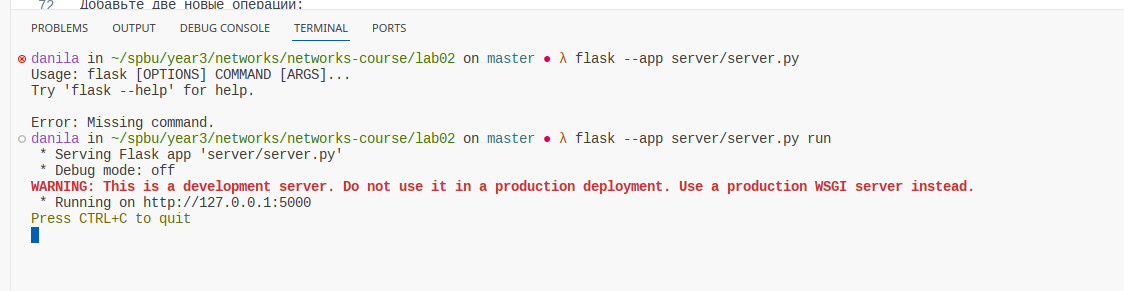 72 Добавьте две новые операции:
PROBLEMS OUTPUT DEBUG CONSOLE TERMINAL PORTS
danila in ~/spbu/year3/networks/networks-course/lab02 on master ● λ flask --app server/server.py
Usage: flask [OPTIONS] COMMAND [ARGS]...
Try 'flask --help' for help.
Error: Missing command.
danila in ~/spbu/year3/networks/networks-course/lab02 on master ● λ flask --app server/server.py run
* Serving Flask app 'server/server.py'
* Debug mode: off
WARNING: This is a development server. Do not use it in a production deployment. Use a production WSGI server instead.
* Running on http://127.0.0.1:5000
Press CTRL+C to quit